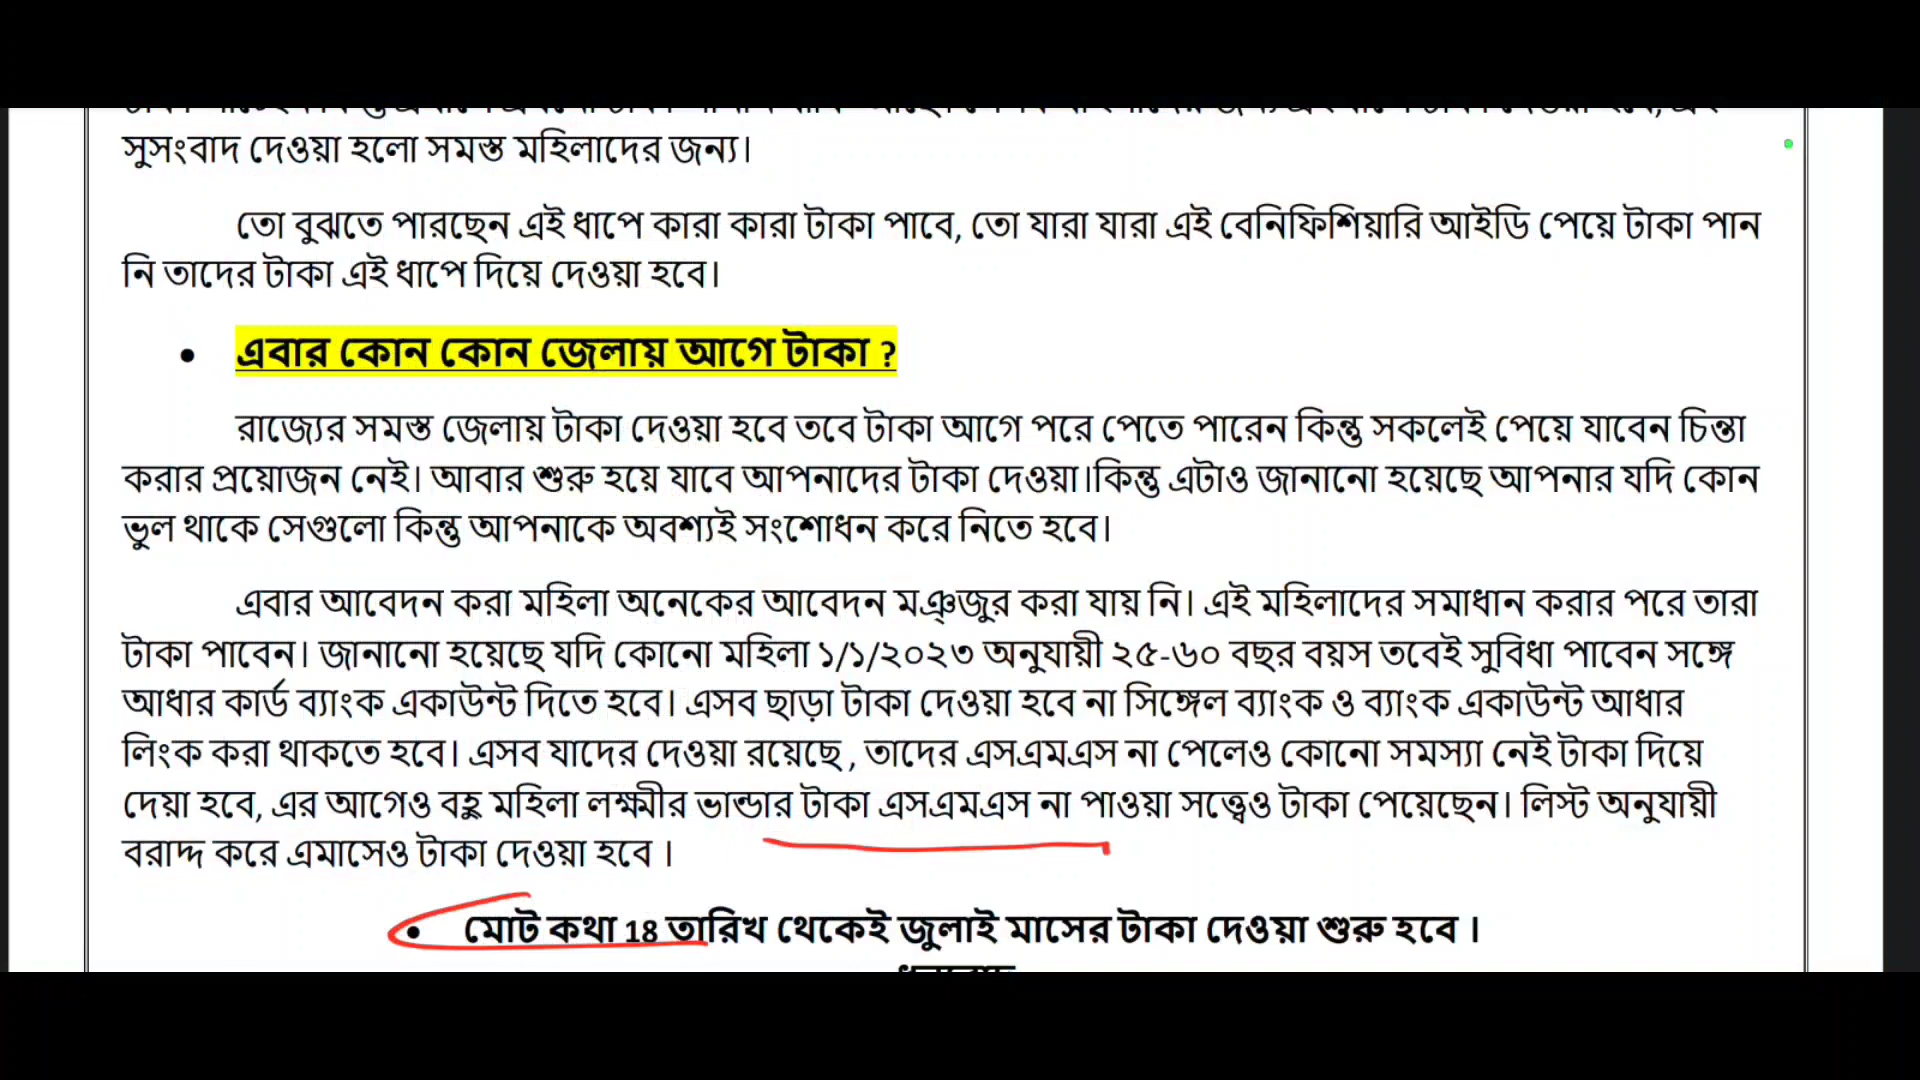 সুসংবাদ দেওয়া হলো সমস্ত মহিলাদের জন্য।
তো বুঝতে পারছেন এই ধাপে কারা কারা টাকা পাবে, তো যারা যারা এই বেনিফিশিয়ারি আইডি পেয়ে টাকা পান
নি তাদের টাকা এই ধাপে দিয়ে দেওয়া হবে।
• এবার কোন কোন জেলায় আগে টাকা ?
রাজ্যের সমস্ত জেলায় টাকা দেওয়া হবে তবে টাকা আগে পরে পেতে পারেন কিন্তু সকলেই পেয়ে যাবেন চিন্তা
করার প্রয়োজন নেই। আবার শুরু হয়ে যাবে আপনাদের টাকা দেওয়া।কিন্তু এটাও জানানো হয়েছে আপনার যদি কোন
ভুল থাকে সেগুলো কিন্তু আপনাকে অবশ্যই সংশোধন করে নিতে হবে।
এবার আবেদন করা মহিলা অনেকের আবেদন মঞ্জুর করা যায় নি। এই মহিলাদের সমাধান করার পরে তারা
টাকা পাবেন। জানানো হয়েছে যদি কোনো মহিলা ১/১/২০২৩ অনুযায়ী ২৫-৬০ বছর বয়স তবেই সুবিধা পাবেন সঙ্গে
আধার কার্ড ব্যাংক একাউন্ট দিতে হবে। এসব ছাড়া টাকা দেওয়া হবে না সিঙ্গেল ব্যাংক ও ব্যাংক একাউন্ট আধার
লিংক করা থাকতে হবে। এসব যাদের দেওয়া রয়েছে, তাদের এসএমএস না পেলেও কোনো সমস্যা নেই টাকা দিয়ে
দেয়া হবে, এর আগেও বহু মহিলা লক্ষ্মীর ভান্ডার টাকা এসএমএস না পাওয়া সত্ত্বেও টাকা পেয়েছেন। লিস্ট অনুযায়ী
বরাদ্দ করে এমাসেও টাকা দেওয়া হবে ।
• মোট কথা 18 তারিখ থেকেই জুলাই মাসের টাকা দেওয়া শুরু হবে ।